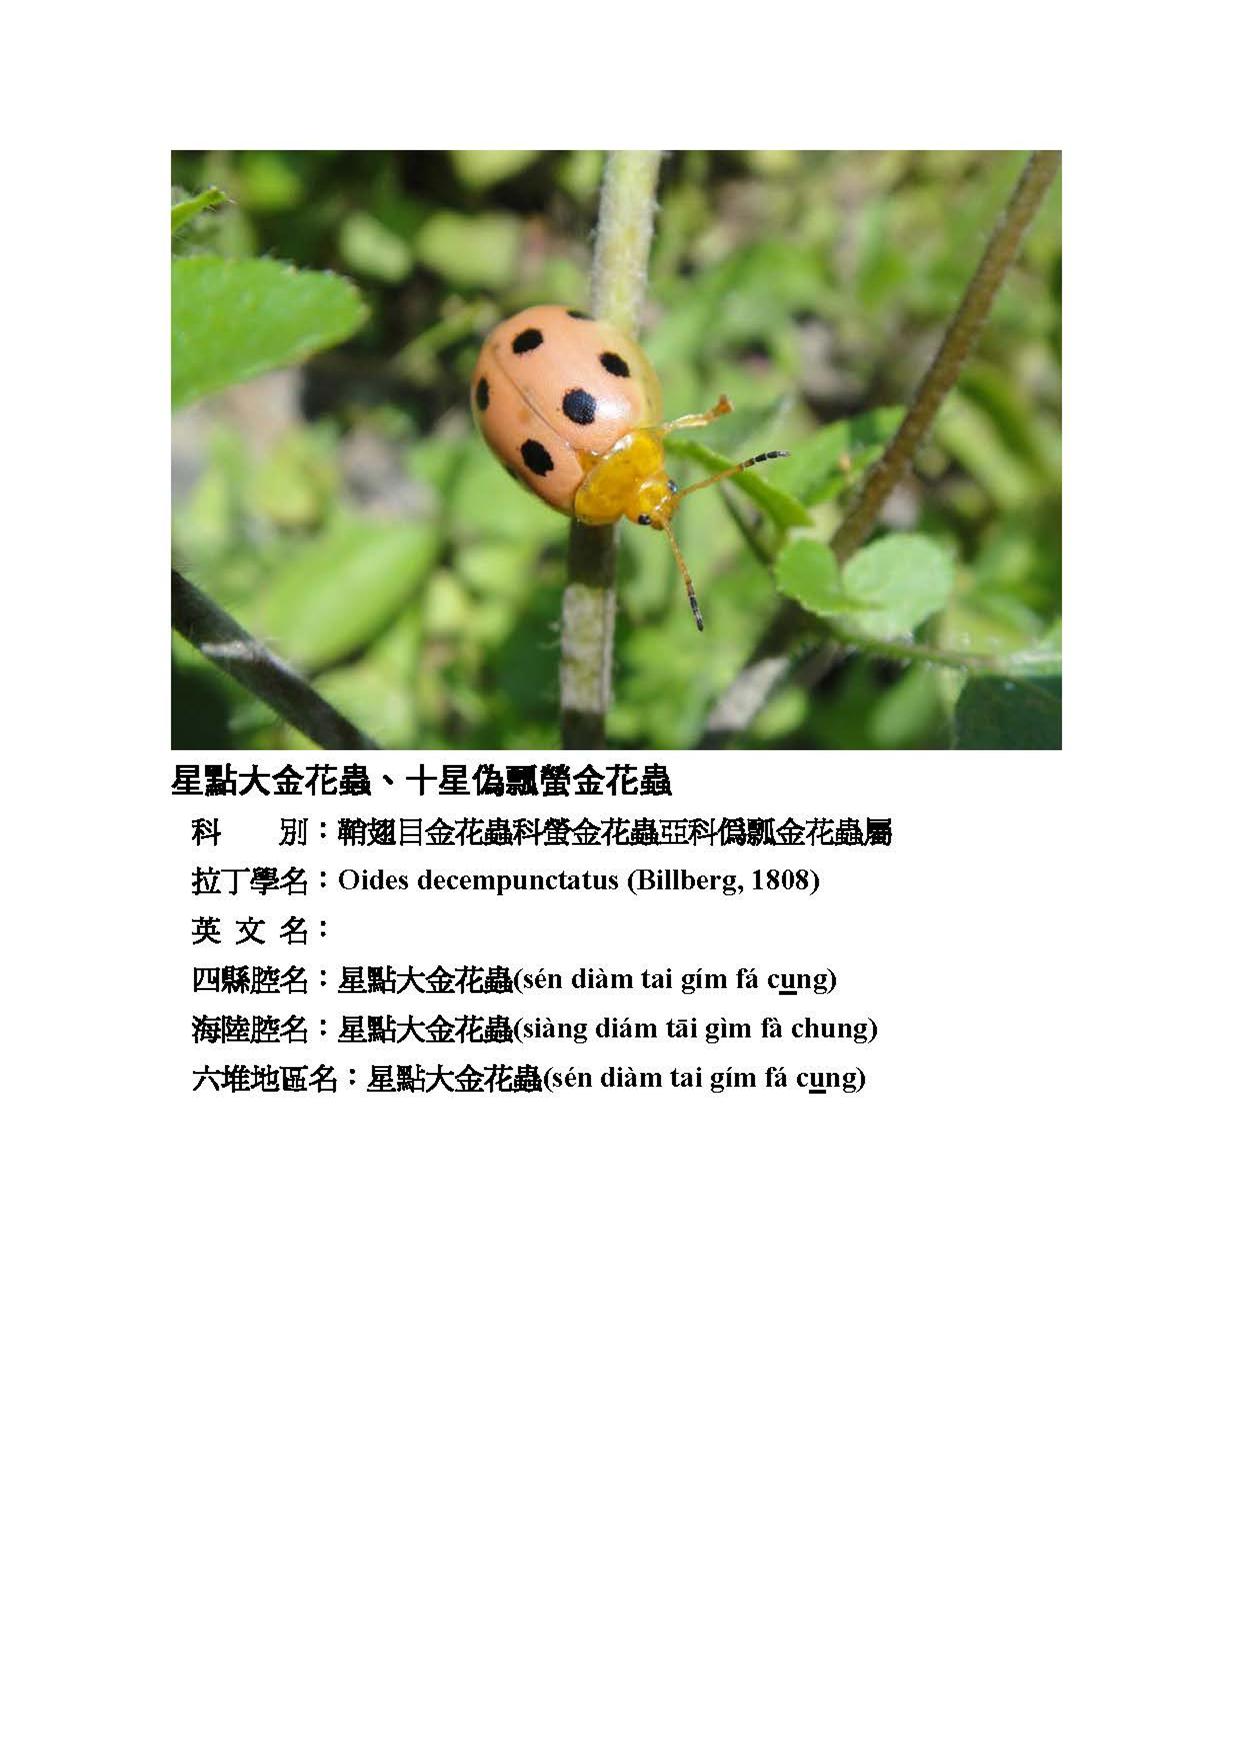 星點大金花蟲、十星偽瓢螢金花蟲
科　　別：鞘翅目金花蟲科螢金花蟲亞科僞瓢金花蟲屬
拉丁學名：Oides decempunctatus (Billberg, 1808)
英 文 名：
四縣腔名：星點大金花蟲(sén diàm tai gím fá cung)
海陸腔名：星點大金花蟲(siàng diám tāi gìm fà chung)
六堆地區名：星點大金花蟲(sén diàm tai gím fá cung)